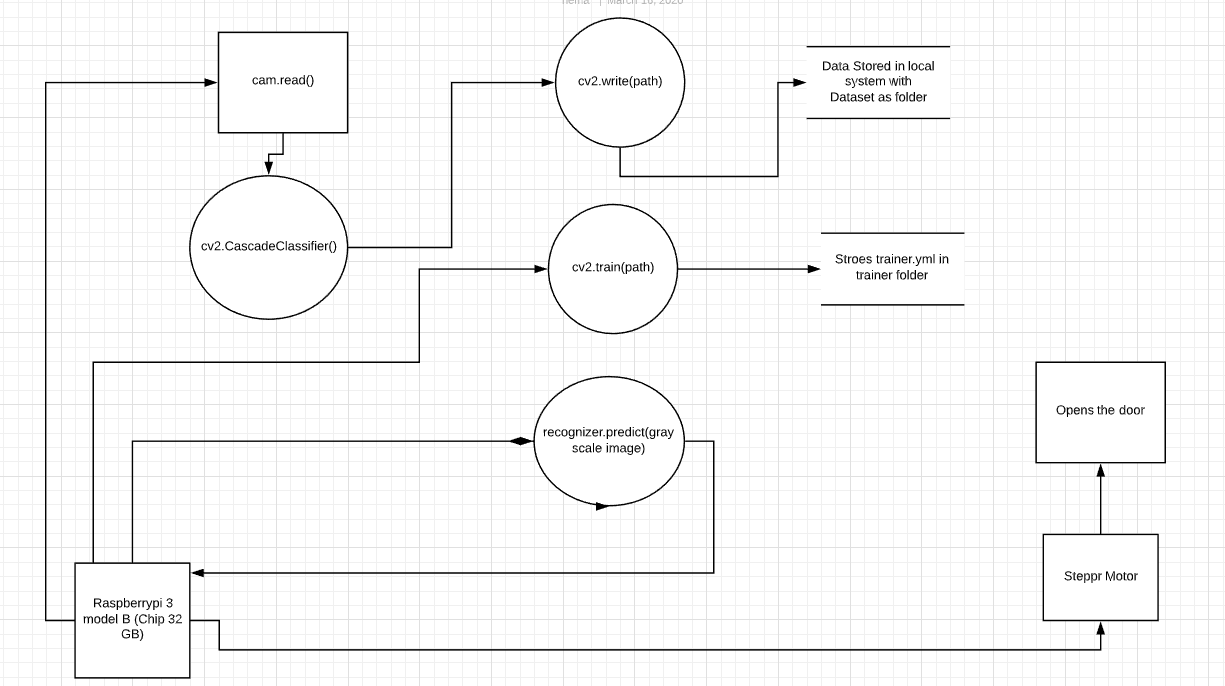 nema | March 16, 2020
cam.read()
cv2.write(path)
Data Stored in local
system with
Dataset as folder
cv2.CascadeClassifier()
cv2.train(path)
Stroes trainer.yml in
trainer folder
recognizer.predict(gray
scale image)
Opens the door
Steppr Motor
Raspberrypi 3
model B (Chip 32
GB)